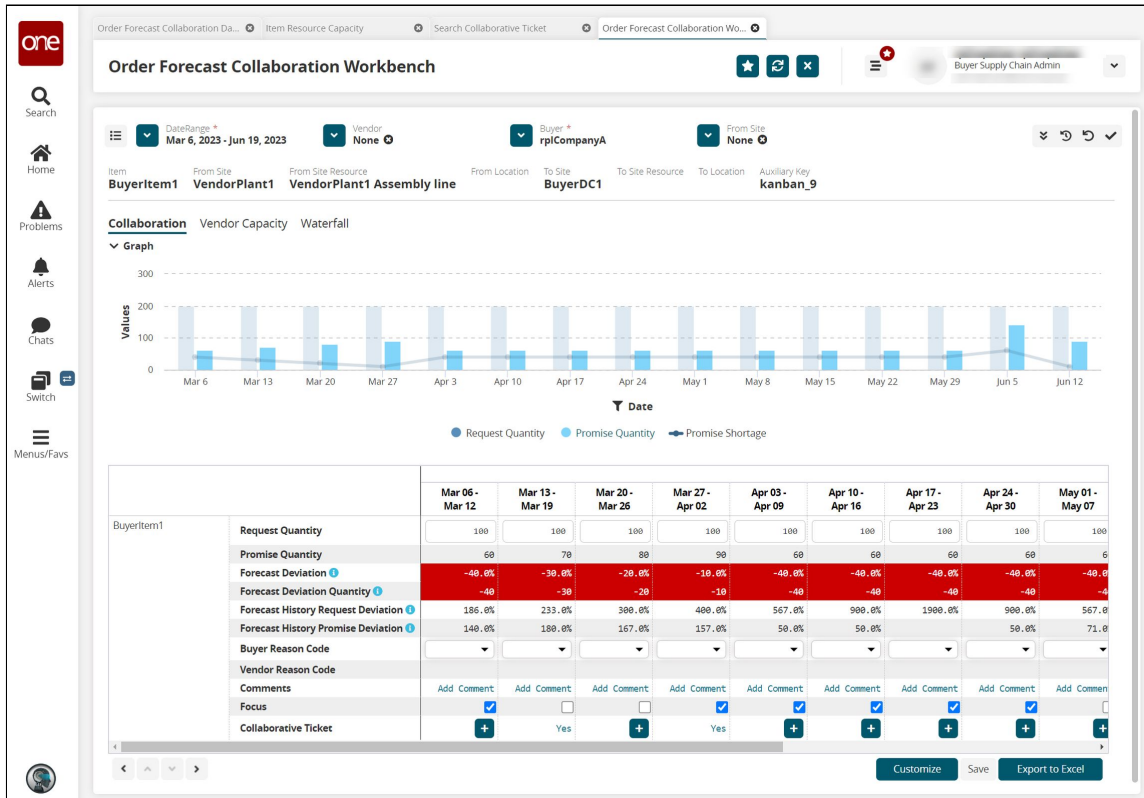 one
Order Forecast Collaboration Da...
Item Resource Capacity
Search Collaborative Ticket
Order Forecast Collaboration Wo...
Order Forecast Collaboration Workbench
Buyer Supply Chain Admin
Search
Home
Problems
Alerts
Chats
Switch
Menus/Favs
DateRange *
Mar 6, 2023 - Jun 19, 2023
Vendor
None
Buyer *
rplCompanyA
From Site
None
Item From Site From Site Resource From Location To Site To Site Resource To Location Auxiliary Key
BuyerItem1 VendorPlant1 VendorPlant1 Assembly line BuyerDC1 kanban_9
Collaboration Vendor Capacity Waterfall
Graph
Values
300
200
100
0
Mar 6 Mar 13 Mar 20 Mar 27 Apr 3 Apr 10 Apr 17 Apr 24 May 1 May 8 May 15 May 22 May 29 Jun 5 Jun 12
Date
Request Quantity Promise Quantity Promise Shortage
Mar 06 - Mar 13 - Mar 20 - Mar 27 - Apr 03 - Apr 10 - Apr 17 - Apr 24 - May 01 -
Mar 12 Mar 19 Mar 26 Apr 02 Apr 09 Apr 16 Apr 23 Apr 30 May 07
BuyerItem1 Request Quantity 100 100 100 100 100 100 100 100 100
Promise Quantity 60 70 80 90 60 60 60 60 6
Forecast Deviation -40.0% -30.0% -20.0% -10.0% -40.0% -40.0% -40.0% -40.0% -40.0
Forecast Deviation Quantity -40 -30 -20 -10 -40 -40 -40 -40 -4
Forecast History Request Deviation 186.0% 233.0% 300.0% 400.0% 567.0% 900.0% 1900.0% 900.0% 567.0
Forecast History Promise Deviation 140.0% 180.0% 167.0% 157.0% 50.0% 50.0% 50.0% 71.0
Buyer Reason Code
Vendor Reason Code
Comments Add Comment Add Comment Add Comment Add Comment Add Comment Add Comment Add Comment Add Comment Add Commen
Focus
Collaborative Ticket + Yes + Yes + + + + +
Customize Save Export to Excel